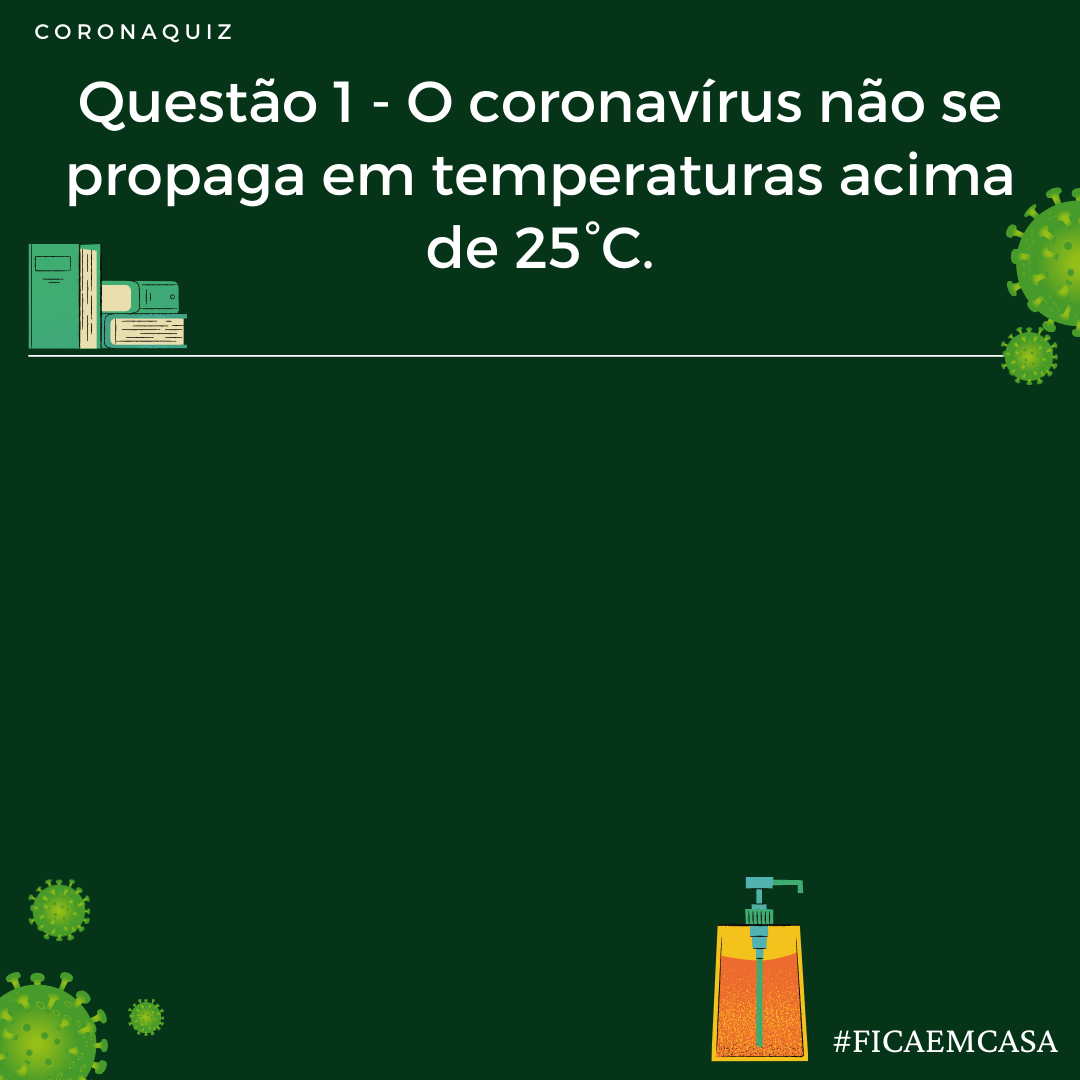 CORONAQUIZ
Questão 1 - O coronavírus não se
propaga em temperaturas acima
de 25°C.
#FICAEMCASA